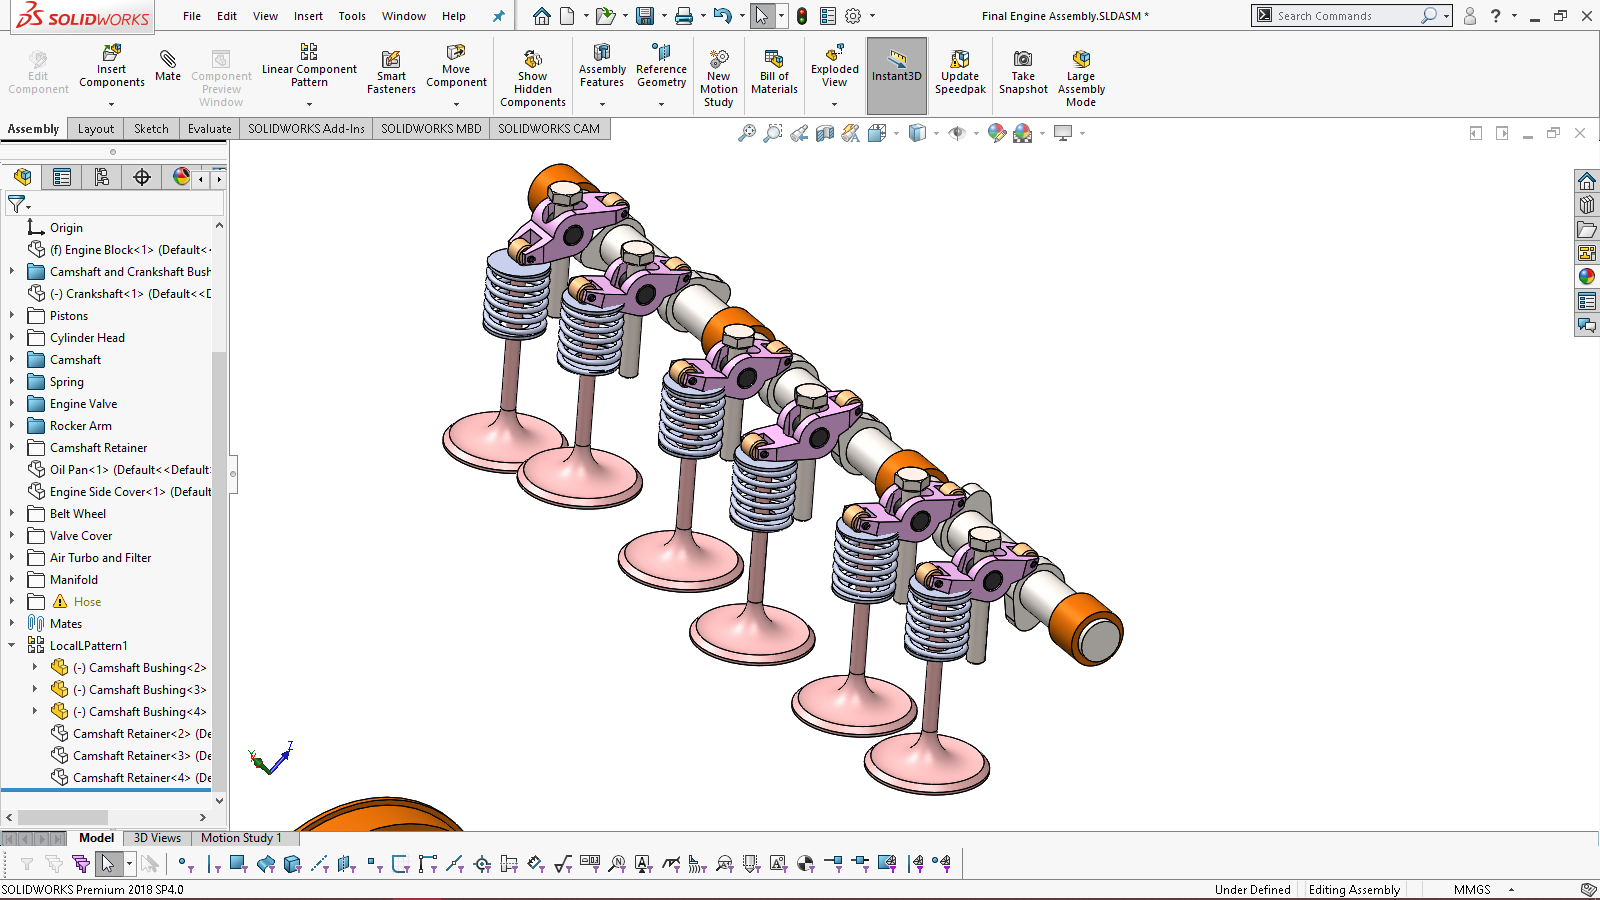 SOLIDWORKS
File Edit View Insert Tools Window Help
Final Engine Assembly.SLDASM *
Search Commands
?
Edit Component
Insert Components
Mate
Component Preview Window
Linear Component Pattern
Smart Fasteners
Move Component
Show Hidden Components
Assembly Features
Reference Geometry
New Motion Study
Bill of Materials
Exploded View
Instant3D
Update Speedpak
Take Snapshot
Large Assembly Mode
Assembly Layout Sketch Evaluate SOLIDWORKS Add-Ins SOLIDWORKS MBD SOLIDWORKS CAM
Origin
(f) Engine Block<1> (Default<
Camshaft and Crankshaft Bush
(-) Crankshaft<1> (Default<<D
Pistons
Cylinder Head
Camshaft
Spring
Engine Valve
Rocker Arm
Camshaft Retainer
Oil Pan<1> (Default<<Default
Engine Side Cover<1> (Default
Belt Wheel
Valve Cover
Air Turbo and Filter
Manifold
Hose
Mates
LocalLPattern1
(-) Camshaft Bushing<2>
(-) Camshaft Bushing<3>
(-) Camshaft Bushing<4>
Camshaft Retainer<2> (De
Camshaft Retainer<3> (De
Camshaft Retainer<4> (De
Y Z
Model 3D Views Motion Study 1
SOLIDWORKS Premium 2018 SP4.0
Under Defined Editing Assembly MMGS